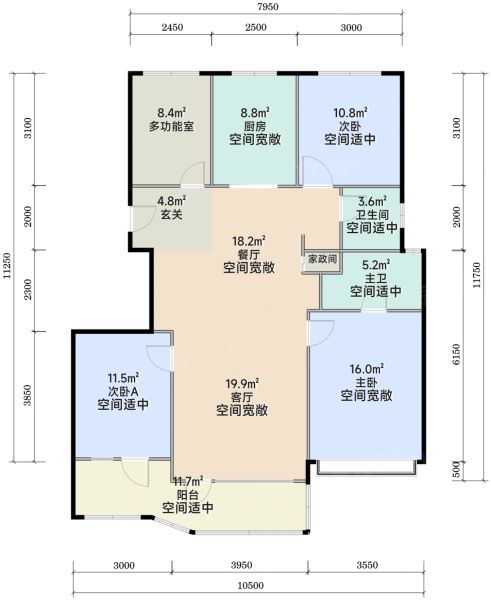 7950
2450 2500 3000
8.4㎡
多功能室
8.8㎡
厨房
空间宽敞
10.8㎡
次卧
空间适中
3100
3100
4.8㎡
玄关
3.6㎡
卫生间
空间适中
2000
2000
18.2㎡
餐厅
空间宽敞
家政间
5.2㎡
主卫
空间适中
11250
2300
11750
11.5㎡
次卧A
空间适中
19.9㎡
客厅
空间宽敞
16.0㎡
主卧
空间宽敞
3850
6150
11.7㎡
阳台
空间适中
500
3000 3950 3550
10500